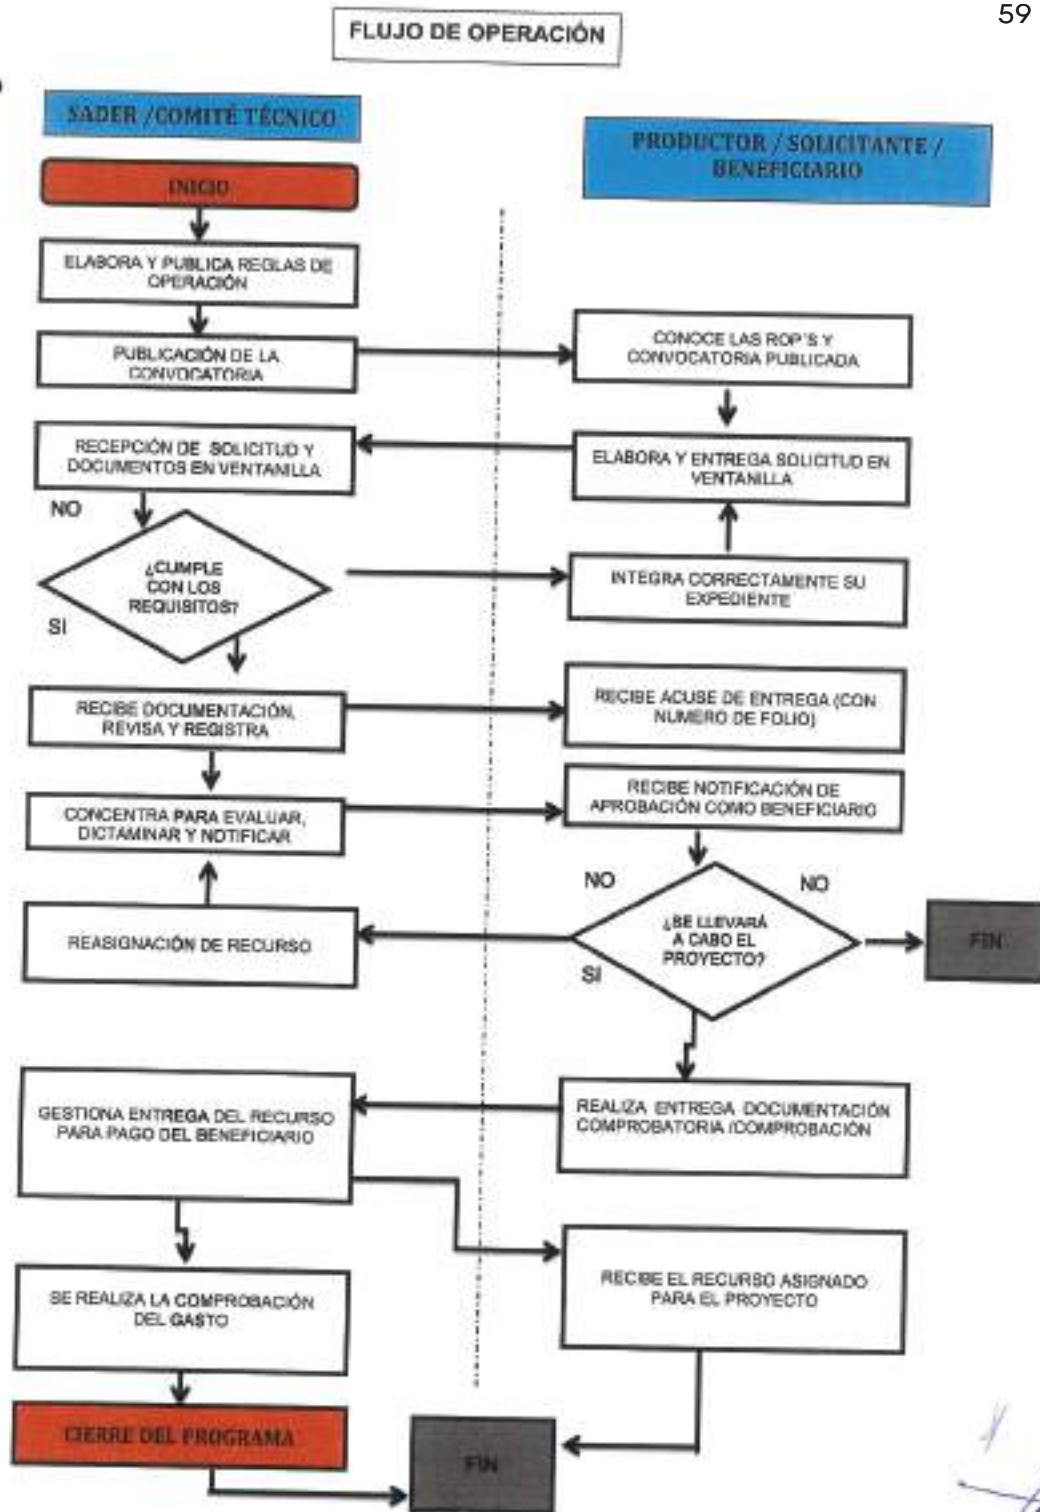 59
FLUJO DE OPERACIÓN
SADER /COMITÉ TÉCNICO
PRODUCTOR / SOLICITANTE /
BENEFICIARIO
INICIO
ELABORA Y PUBLICA REGLAS DE
OPERACIÓN
PUBLICACIÓN DE LA
CONVOCATORIA
CONOCE LAS ROP´S Y
CONVOCATORIA PUBLICADA
RECEPCIÓN DE SOLICITUD Y
DOCUMENTOS EN VENTANILLA
ELABORA Y ENTREGA SOLICITUD EN
VENTANILLA
NO
¿CUMPLE
CON LOS
REQUISITOS?
SI
INTEGRA CORRECTAMENTE SU
EXPEDIENTE
RECIBE DOCUMENTACIÓN,
REVISA Y REGISTRA
RECIBE ACUSE DE ENTREGA (CON
NUMERO DE FOLIO)
CONCENTRA PARA EVALUAR,
DICTAMINAR Y NOTIFICAR
RECIBE NOTIFICACIÓN DE
APROBACIÓN COMO BENEFICIARIO
NO
NO
¿SE LLEVARÁ
A CABO EL
PROYECTO?
SI
FIN
REASIGNACIÓN DE RECURSO
GESTIONA ENTREGA DEL RECURSO
PARA PAGO DEL BENEFICIARIO
REALIZA ENTREGA DOCUMENTACIÓN
COMPROBATORIA /COMPROBACIÓN
SE REALIZA LA COMPROBACIÓN
DEL GASTO
RECIBE EL RECURSO ASIGNADO
PARA EL PROYECTO
CIERRE DEL PROGRAMA
FIN